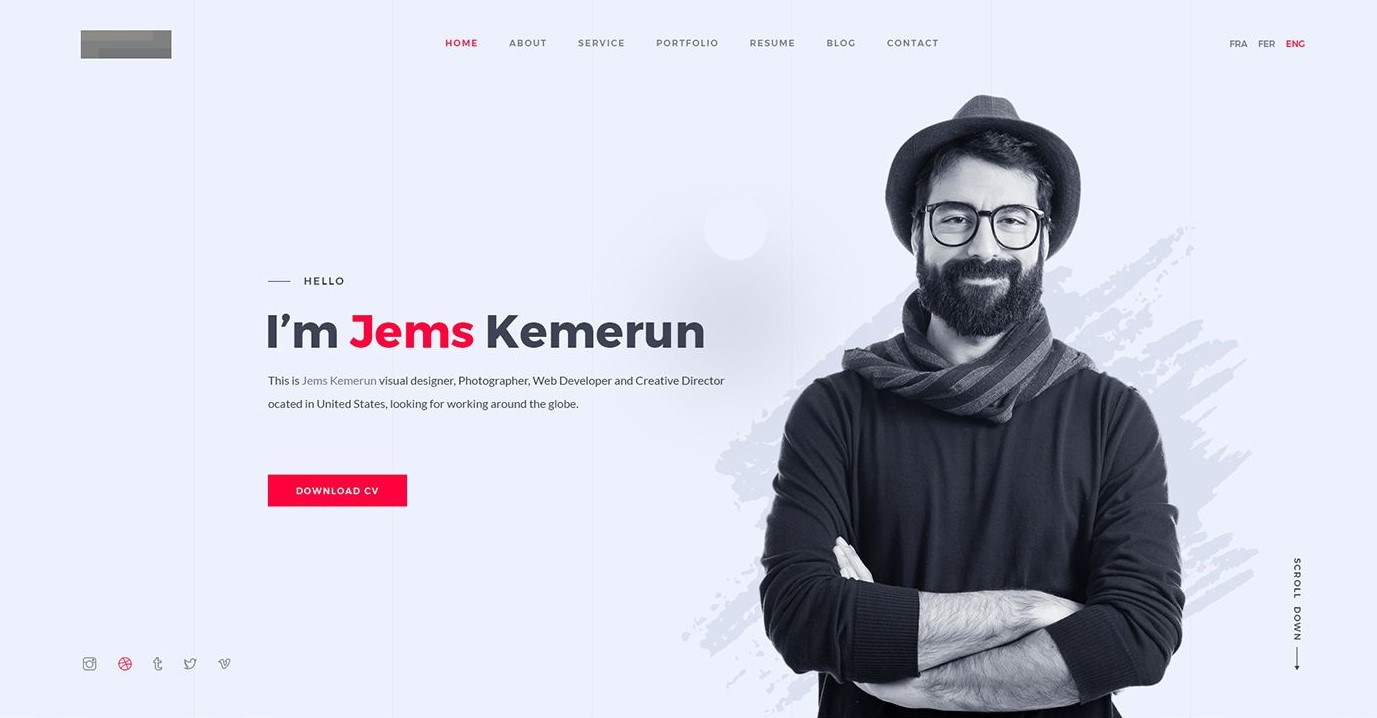 HOME ABOUT SERVICE PORTFOLIO RESUME BLOG CONTACT FRA FER ENG
HELLO
I’m Jems Kemerun
This is Jems Kemerun visual designer, Photographer, Web Developer and Creative Director
ocated in United States, looking for working around the globe.
DOWNLOAD CV
SCROLL DOWN